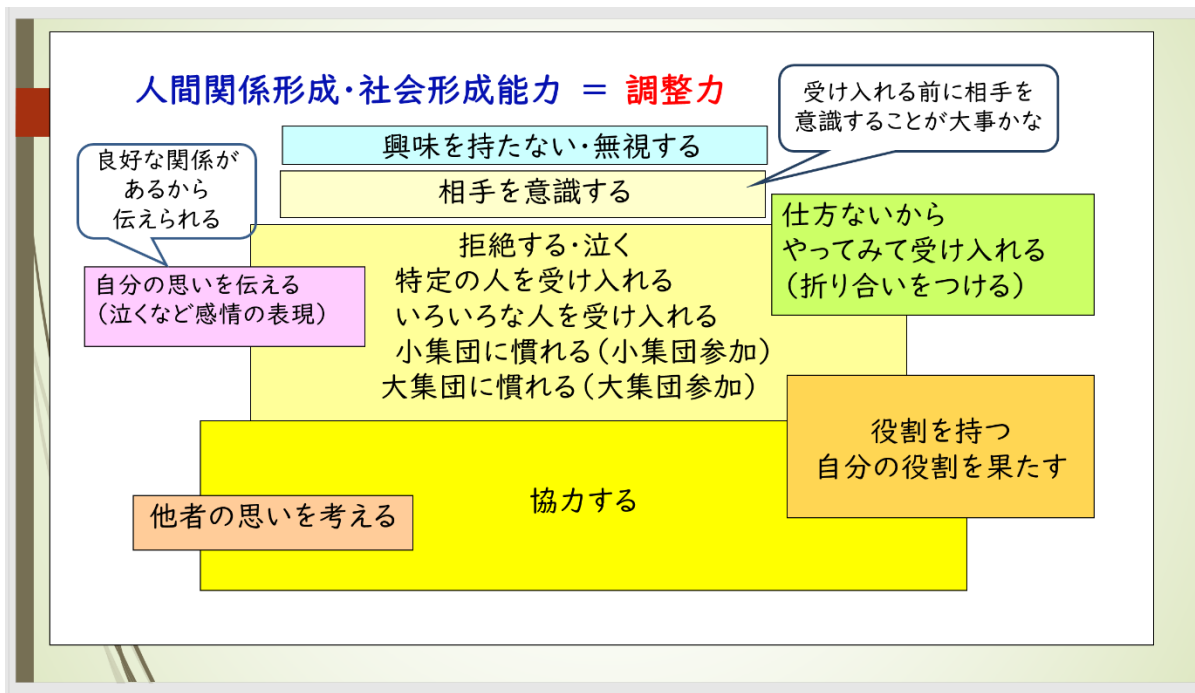 人間関係形成・社会形成能力 ＝ 調整力
受け入れる前に相手を
意識することが大事かな
興味を持たない・無視する
良好な関係が
あるから
伝えられる
相手を意識する
仕方ないから
やってみて受け入れる
（折り合いをつける）
拒絶する・泣く
特定の人を受け入れる
いろいろな人を受け入れる
小集団に慣れる（小集団参加）
大集団に慣れる（大集団参加）
自分の思いを伝える
（泣くなど感情の表現）
役割を持つ
自分の役割を果たす
協力する
他者の思いを考える